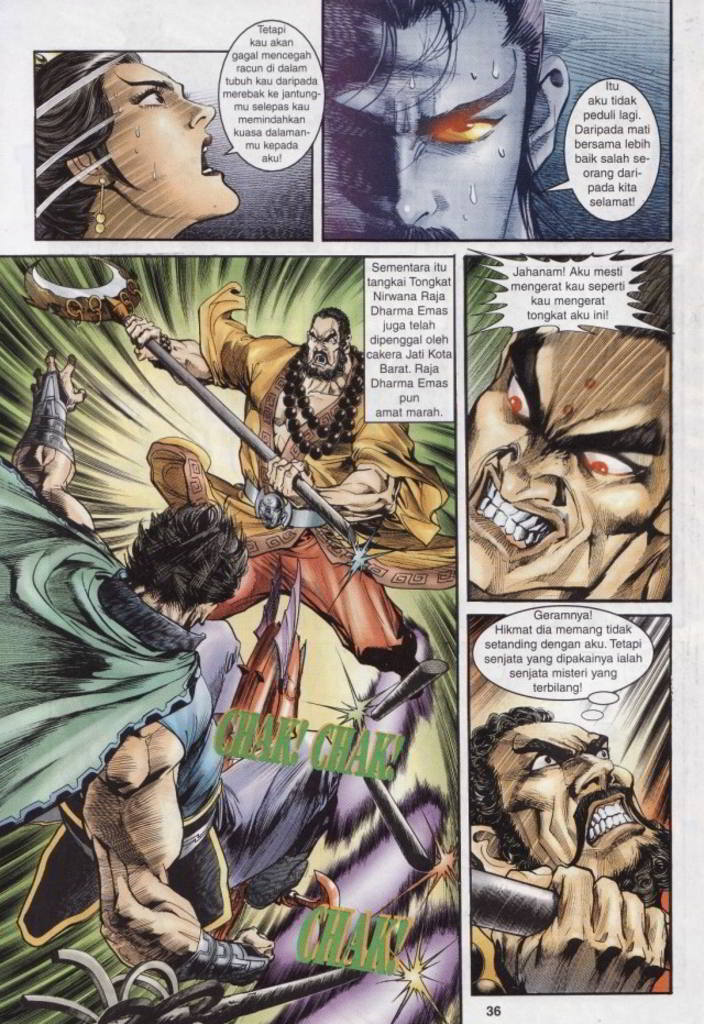 Tetapi
kau akan
gagal mencegah
racun di dalam
tubuh kau daripada
merebak ke jantung-
mu selepas kau
memindahkan
kuasa dalaman-
mu kepada
aku!
Itu
aku tidak
peduli lagi.
Daripada mati
bersama lebih
baik salah se-
orang dari-
pada kita
selamat!
Sementara itu
tangkai Tongkat
Nirwana Raja
Dharma Emas
juga telah
dipenggal oleh
cakera Jati Kota
Barat. Raja
Dharma Emas
pun
amat marah.
CHAK! CHAK!
CHAK!
Jahanam! Aku mesti
mengerat kau seperti
kau mengerat
tongkat aku ini!
Geramnya!
Hikmat dia memang tidak
setanding dengan aku. Tetapi
senjata yang dipakainya ialah
senjata misteri yang
terbilang!
36